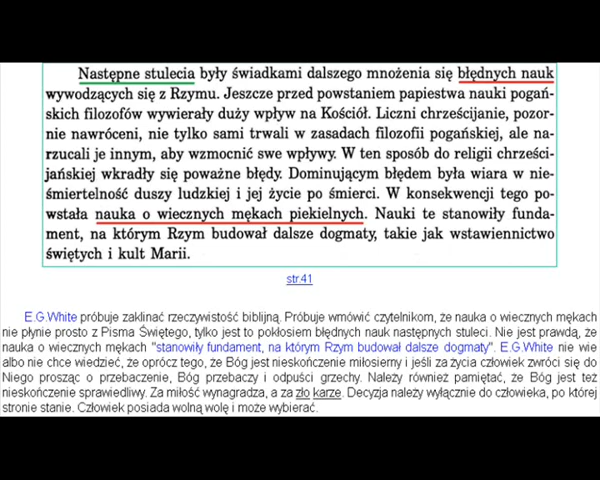 Następne stulecia były świadkami dalszego mnożenia się błędnych nauk
wywodzących się z Rzymu. Jeszcze przed powstaniem papiestwa nauki pogań-
skich filozofów wywierały duży wpływ na Kościół. Liczni chrześcijanie, pozor-
nie nawróceni, nie tylko sami trwali w zasadach filozofii pogańskiej, ale na-
rzucali je innym, aby wzmocnić swe wpływy. W ten sposób do religii chrześci-
jańskiej wkradły się poważne błędy. Dominującym błędem była wiara w nie-
śmiertelność duszy ludzkiej i jej życie po śmierci. W konsekwencji tego po-
wstała nauka o wiecznych mękach piekielnych. Nauki te stanowiły funda-
ment, na którym Rzym budował dalsze dogmaty, takie jak wstawiennictwo
świętych i kult Marii.
str.41
E.G.White próbuje zaklinać rzeczywistość biblijną. Próbuje wmówić czytelnikom, że nauka o wiecznych mękach
nie płynie prosto z Pisma Świętego, tylko jest to pokłosiem błędnych nauk następnych stuleci. Nie jest prawdą, że
nauka o wiecznych mękach "stanowiły fundament, na którym Rzym budował dalsze dogmaty". E.G.White nie wie
albo nie chce wiedzieć, że oprócz tego, że Bóg jest nieskończenie miłosierny i jeśli za życia człowiek zwróci się do
Niego prosząc o przebaczenie, Bóg przebaczy i odpuści grzechy. Należy również pamiętać, że Bóg jest też
nieskończenie sprawiedliwy. Za miłość wynagradza, a za zło karze. Decyzja należy wyłącznie do człowieka, po której
stronie stanie. Człowiek posiada wolną wolę i może wybierać.